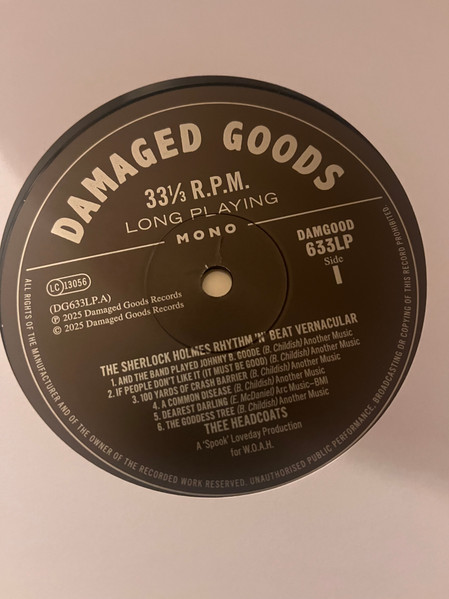 DAMAGED GOODS
33⅓ R.P.M.
LONG PLAYING
MONO
DAMGOOD
633LP
Side
1
LC 13056
(DG633LP.A)
℗ 2025 Damaged Goods Records
© 2025 Damaged Goods Records
THE SHERLOCK HOLMES RHYTHM 'N' BEAT VERNACULAR
1. AND THE BAND PLAYED JOHNNY B. GOODE (B. Childish) Another Music
2. IF PEOPLE DON'T LIKE IT (IT MUST BE GOOD) (B. Childish) Another Music
3. 100 YARDS OF CRASH BARRIER (B. Childish) Another Music
4. A COMMON DISEASE (B. Childish) Another Music
5. DEAREST DARLING (E. McDaniel) Arc Music–BMI
6. THE GODDESS TREE (B. Childish) Another Music
THEE HEADCOATS
A 'Spook' Loveday Production
for W.O.A.H.
ALL RIGHTS OF THE MANUFACTURER AND OF THE OWNER OF THE RECORDED WORK RESERVED. UNAUTHORISED PUBLIC PERFORMANCE, BROADCASTING OR COPYING OF THIS RECORD PROHIBITED.